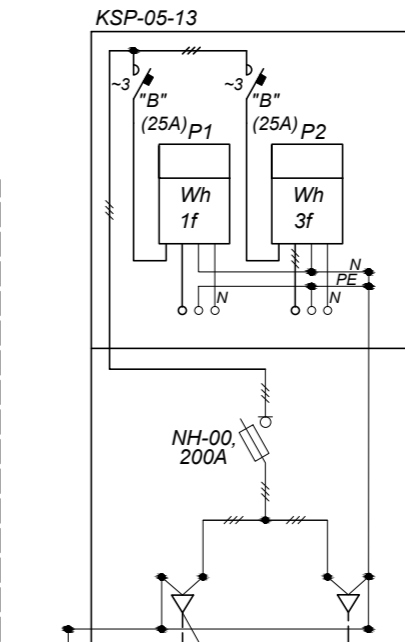 KSP-05-13
~3
"B"
(25A)
P1
~3
"B"
(25A)
P2
Wh
1f
Wh
3f
N
PE
N
N
NH-00,
200A